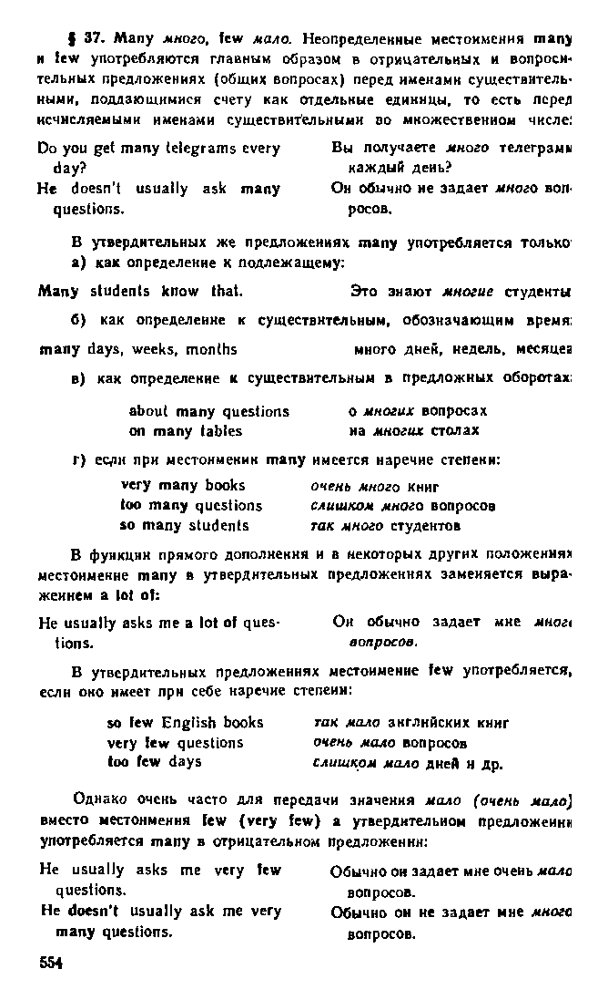 § 37. Many много, few мало. Неопределенные местоимения many
и few употребляются главным образом в отрицательных и вопроси-
тельных предложениях (общих вопросах) перед именами существитель-
ными, поддающимися счету как отдельные единицы, то есть перед
исчисляемыми именами существительными во множественном числе:
Do you get many telegrams every day?
Вы получаете много телеграмм каждый день?
He doesn't usually ask many questions.
Он обычно не задает много воп-
росов.
В утвердительных же предложениях many употребляется только
а) как определение к подлежащему:
Many students know that. Это знают многие студенты
б) как определение к существительным, обозначающим время:
many days, weeks, months много дней, недель, месяцев
в) как определение к существительным в предложных оборотах:
about many questions о многих вопросах
on many tables на многих столах
г) если при местоимении many имеется наречие степени:
very many books очень много книг
too many questions слишком много вопросов
so many students так много студентов
В функции прямого дополнения и в некоторых других положениях
местоимение many в утвердительных предложениях заменяется выра-
жением a lot of:
He usually asks me a lot of ques-
tions.
Он обычно задает мне много
вопросов.
В утвердительных предложениях местоимение few употребляется,
если оно имеет при себе наречие степени:
so few English books так мало английских книг
very few questions очень мало вопросов
too few days слишком мало дней и др.
Однако очень часто для передачи значения мало (очень мало)
вместо местоимения few (very few) а утвердительном предложении
употребляется many в отрицательном предложении:
He usually asks me very few
questions.
Обычно он задает мне очень мало
вопросов.
He doesn't usually ask me very
many questions.
Обычно он не задает мне много
вопросов.
554